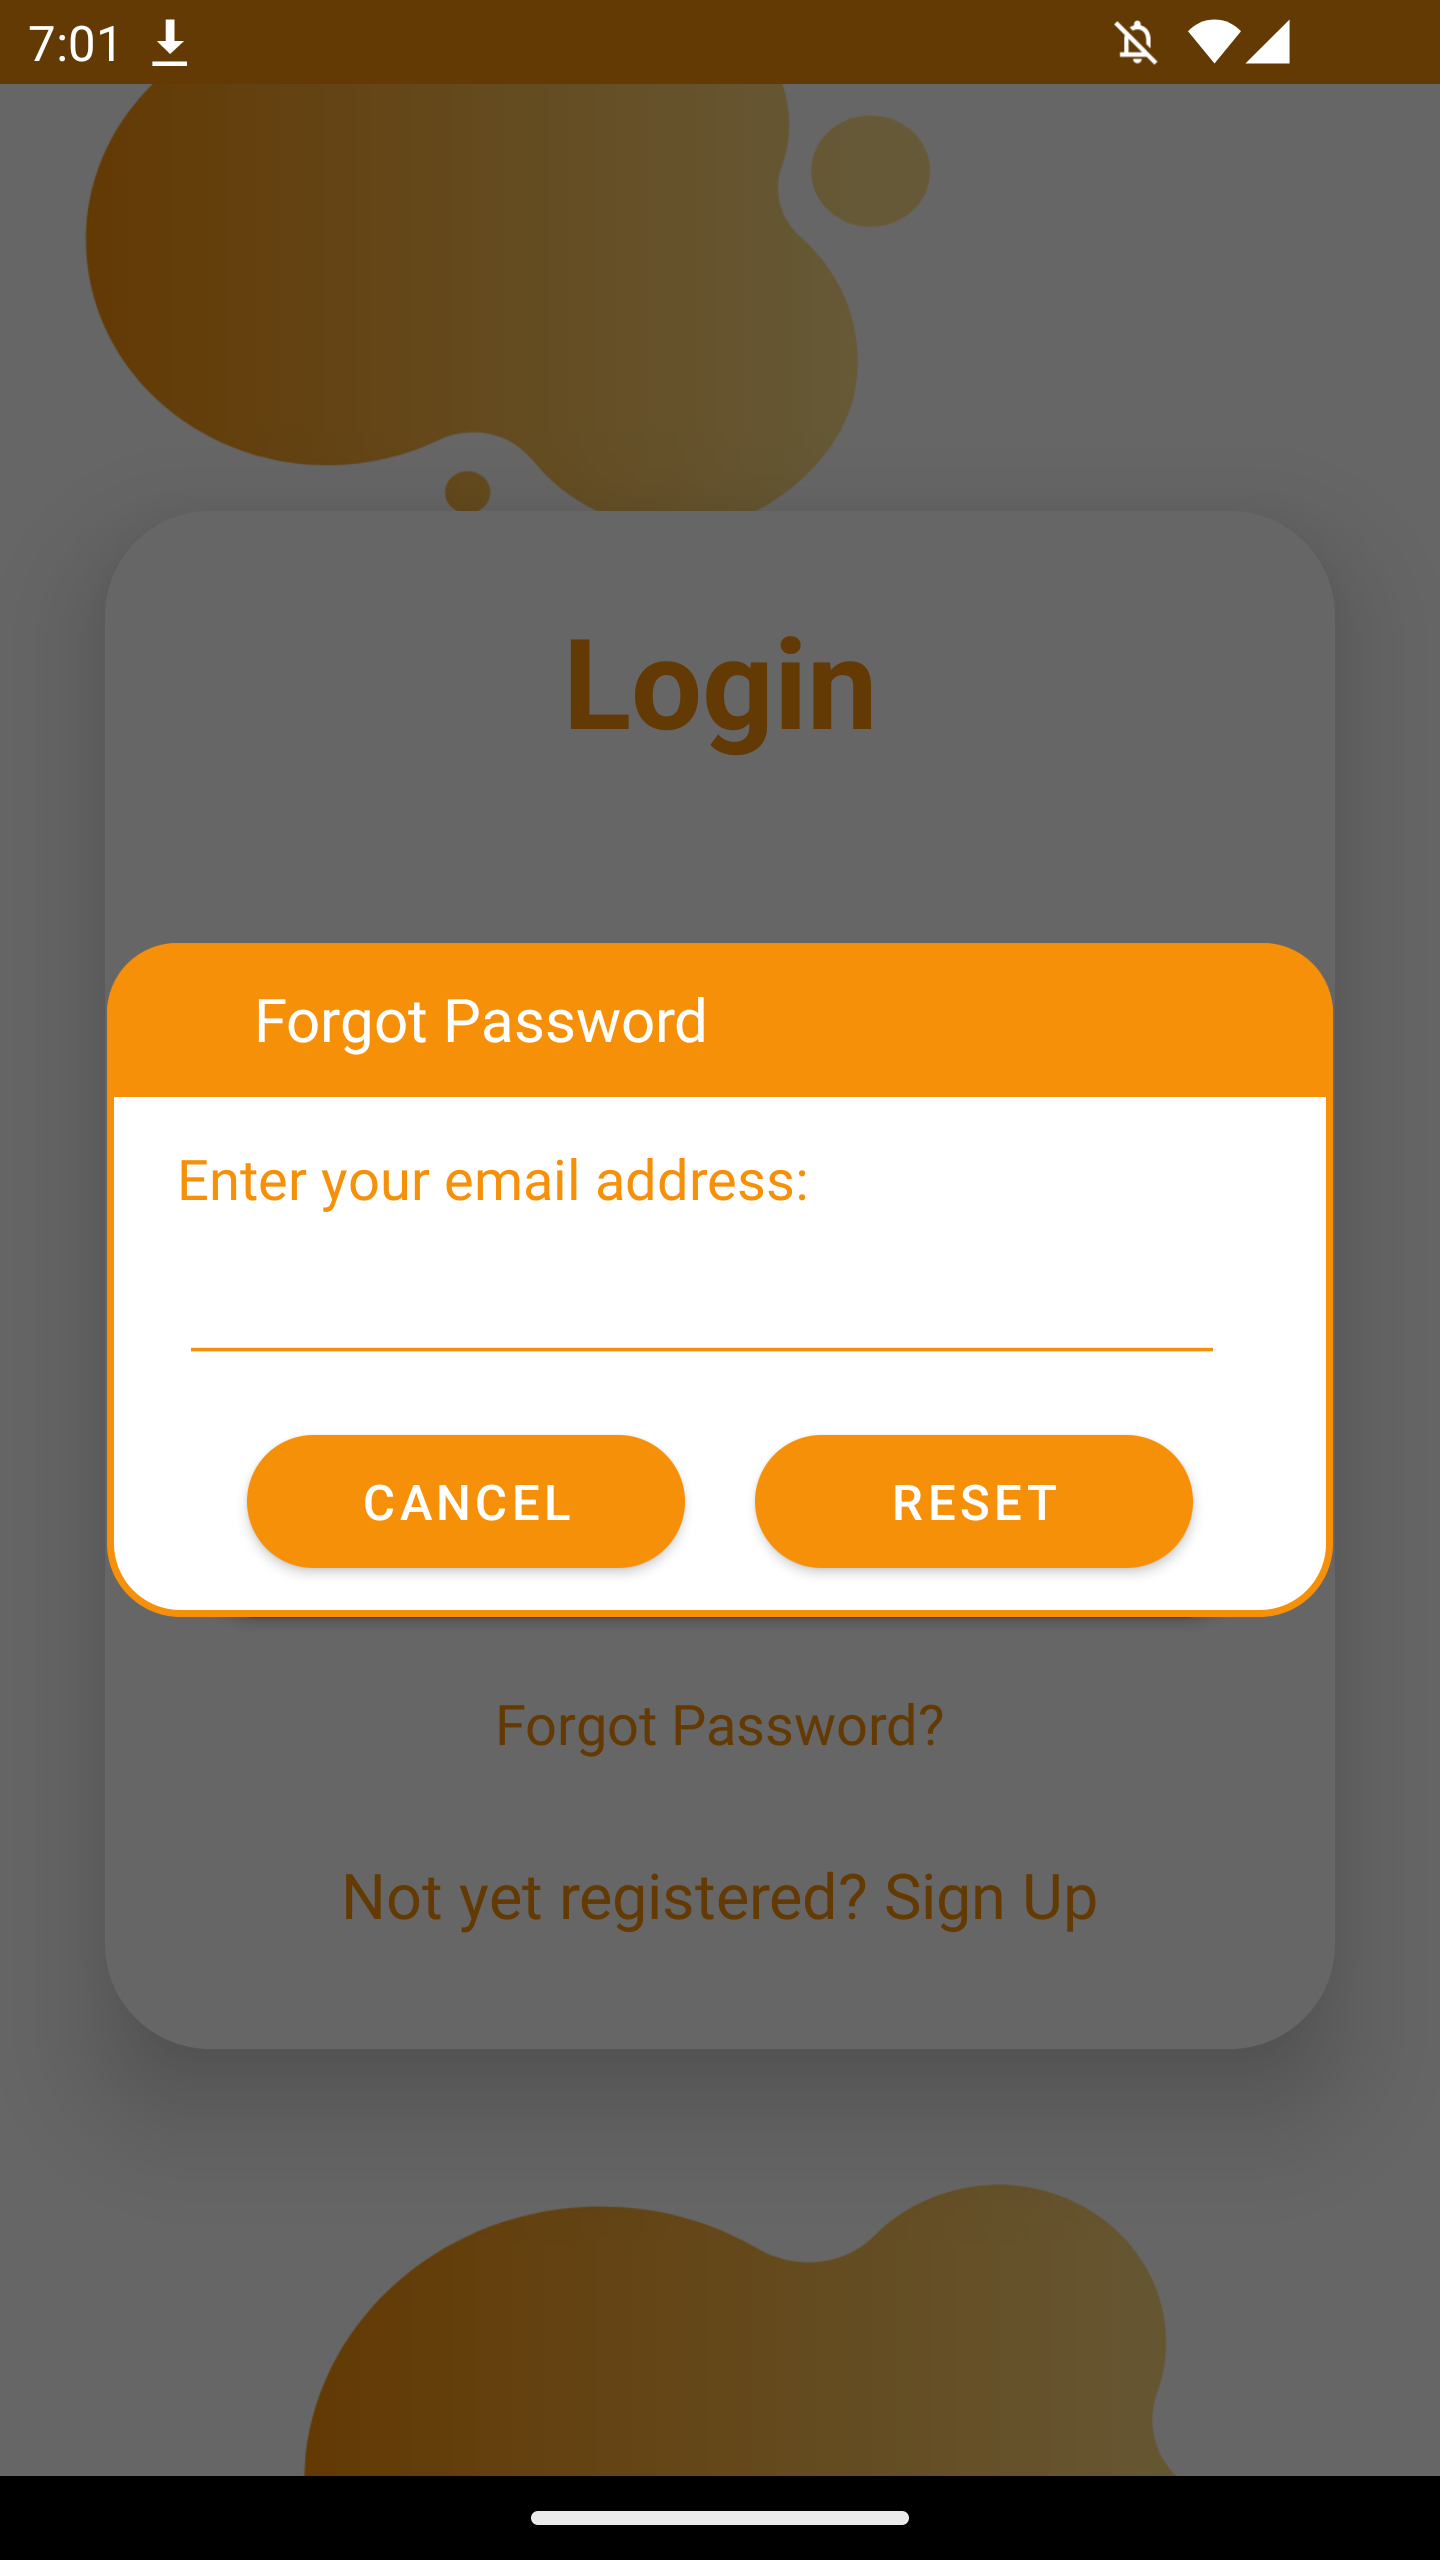 7:01
Login
Forgot Password
Enter your email address:
CANCEL RESET
Forgot Password?
Not yet registered? Sign Up